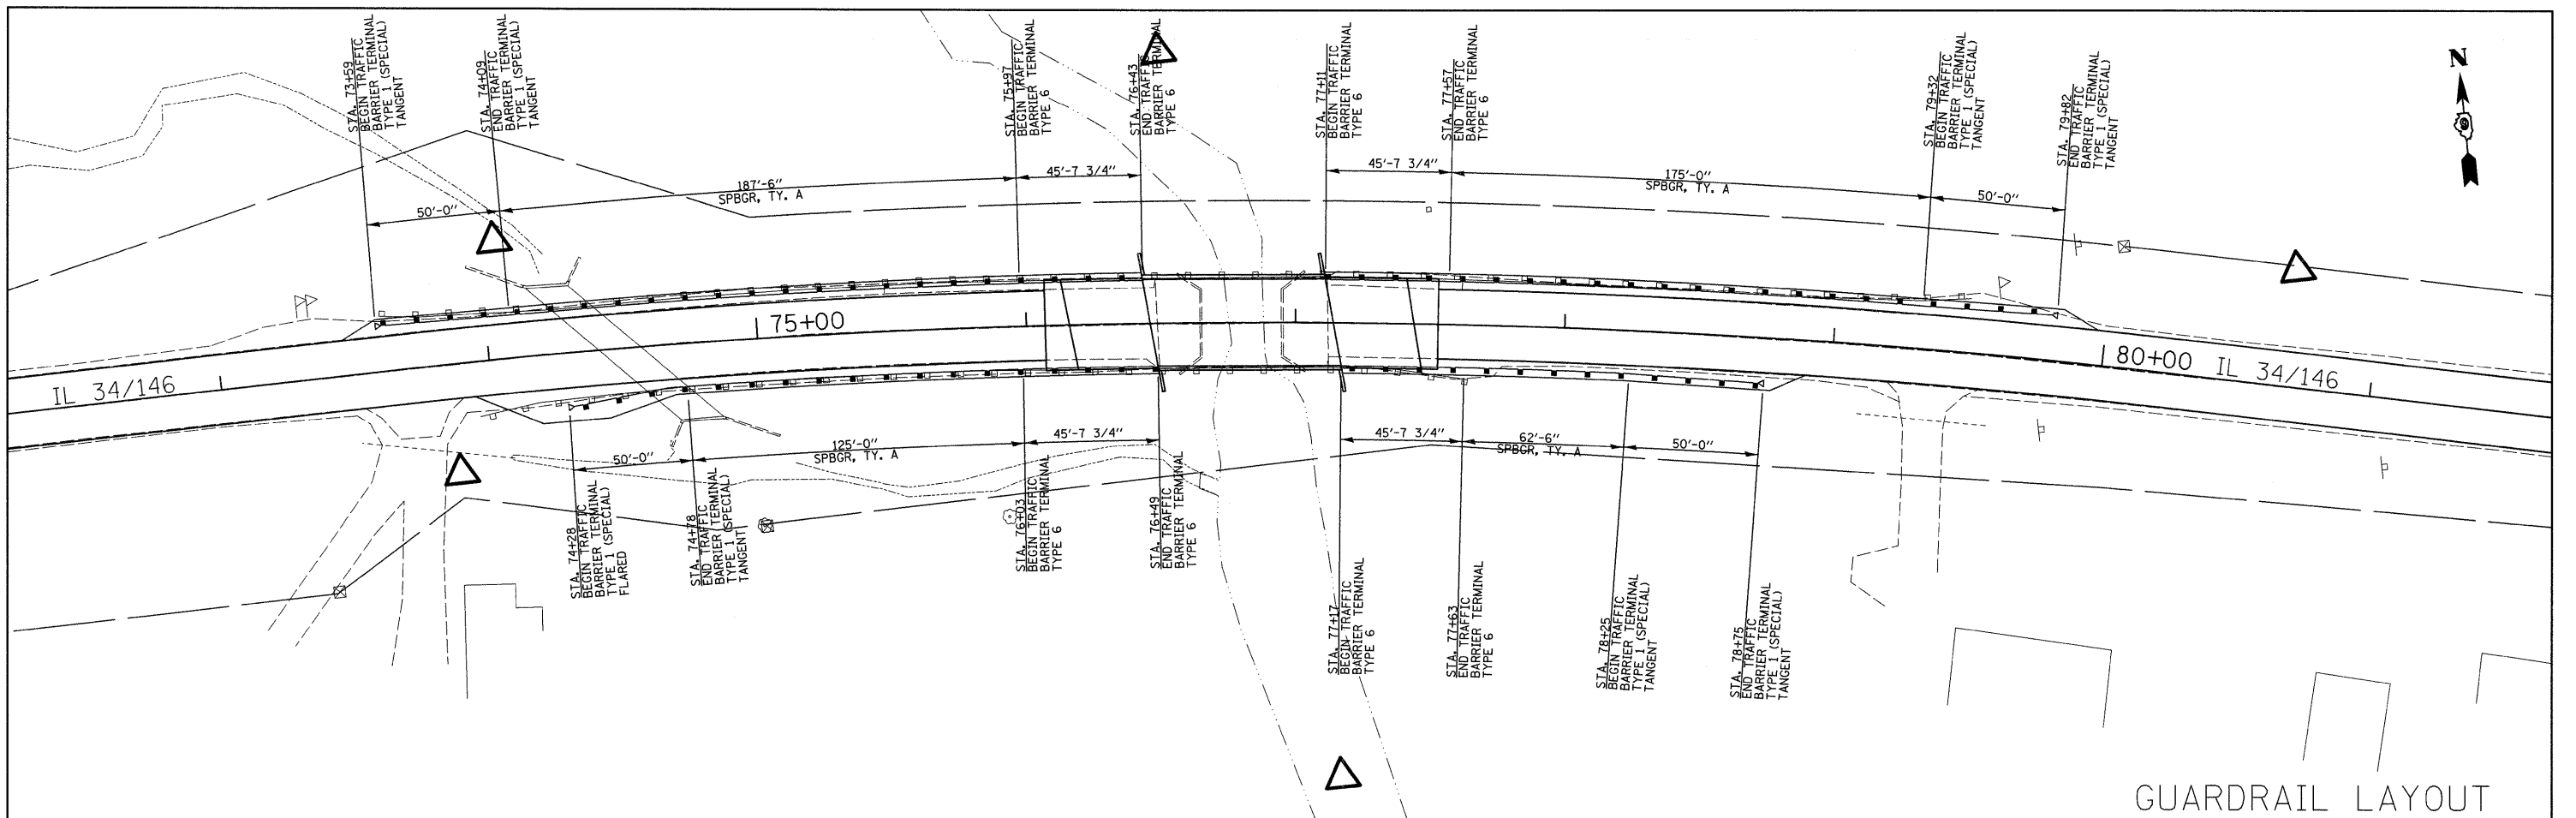 STA. 73+59
BEGIN TRAFFIC
BARRIER TERMINAL
TYPE 1 (SPECIAL)
TANGENT
STA. 74+09
END TRAFFIC
BARRIER TERMINAL
TYPE 1 (SPECIAL)
TANGENT
STA. 75+97
BEGIN TRAFFIC
BARRIER TERMINAL
TYPE 6
STA. 76+43
END TRAFFIC
BARRIER TERMINAL
TYPE 6
STA. 77+11
BEGIN TRAFFIC
BARRIER TERMINAL
TYPE 6
STA. 77+57
END TRAFFIC
BARRIER TERMINAL
TYPE 6
STA. 79+32
BEGIN TRAFFIC
BARRIER TERMINAL
TYPE 1 (SPECIAL)
TANGENT
STA. 79+82
END TRAFFIC
BARRIER TERMINAL
TYPE 1 (SPECIAL)
TANGENT
N
50'-0"
187'-6"
SPBGR, TY. A
45'-7 3/4"
45'-7 3/4"
175'-0"
SPBGR, TY. A
50'-0"
75+00
80+00
IL 34/146
IL 34/146
50'-0"
125'-0"
SPBGR, TY. A
45'-7 3/4"
45'-7 3/4"
62'-6"
SPBGR, TY. A
50'-0"
STA. 74+28
BEGIN TRAFFIC
BARRIER TERMINAL
TYPE 1 (SPECIAL)
FLARED
STA. 74+78
END TRAFFIC
BARRIER TERMINAL
TYPE 1 (SPECIAL)
TANGENT
STA. 76+03
BEGIN TRAFFIC
BARRIER TERMINAL
TYPE 6
STA. 76+49
END TRAFFIC
BARRIER TERMINAL
TYPE 6
STA. 77+17
BEGIN TRAFFIC
BARRIER TERMINAL
TYPE 6
STA. 77+63
END TRAFFIC
BARRIER TERMINAL
TYPE 6
STA. 78+25
BEGIN TRAFFIC
BARRIER TERMINAL
TYPE 1 (SPECIAL)
TANGENT
STA. 78+75
END TRAFFIC
BARRIER TERMINAL
TYPE 1 (SPECIAL)
TANGENT
GUARDRAIL LAYOUT